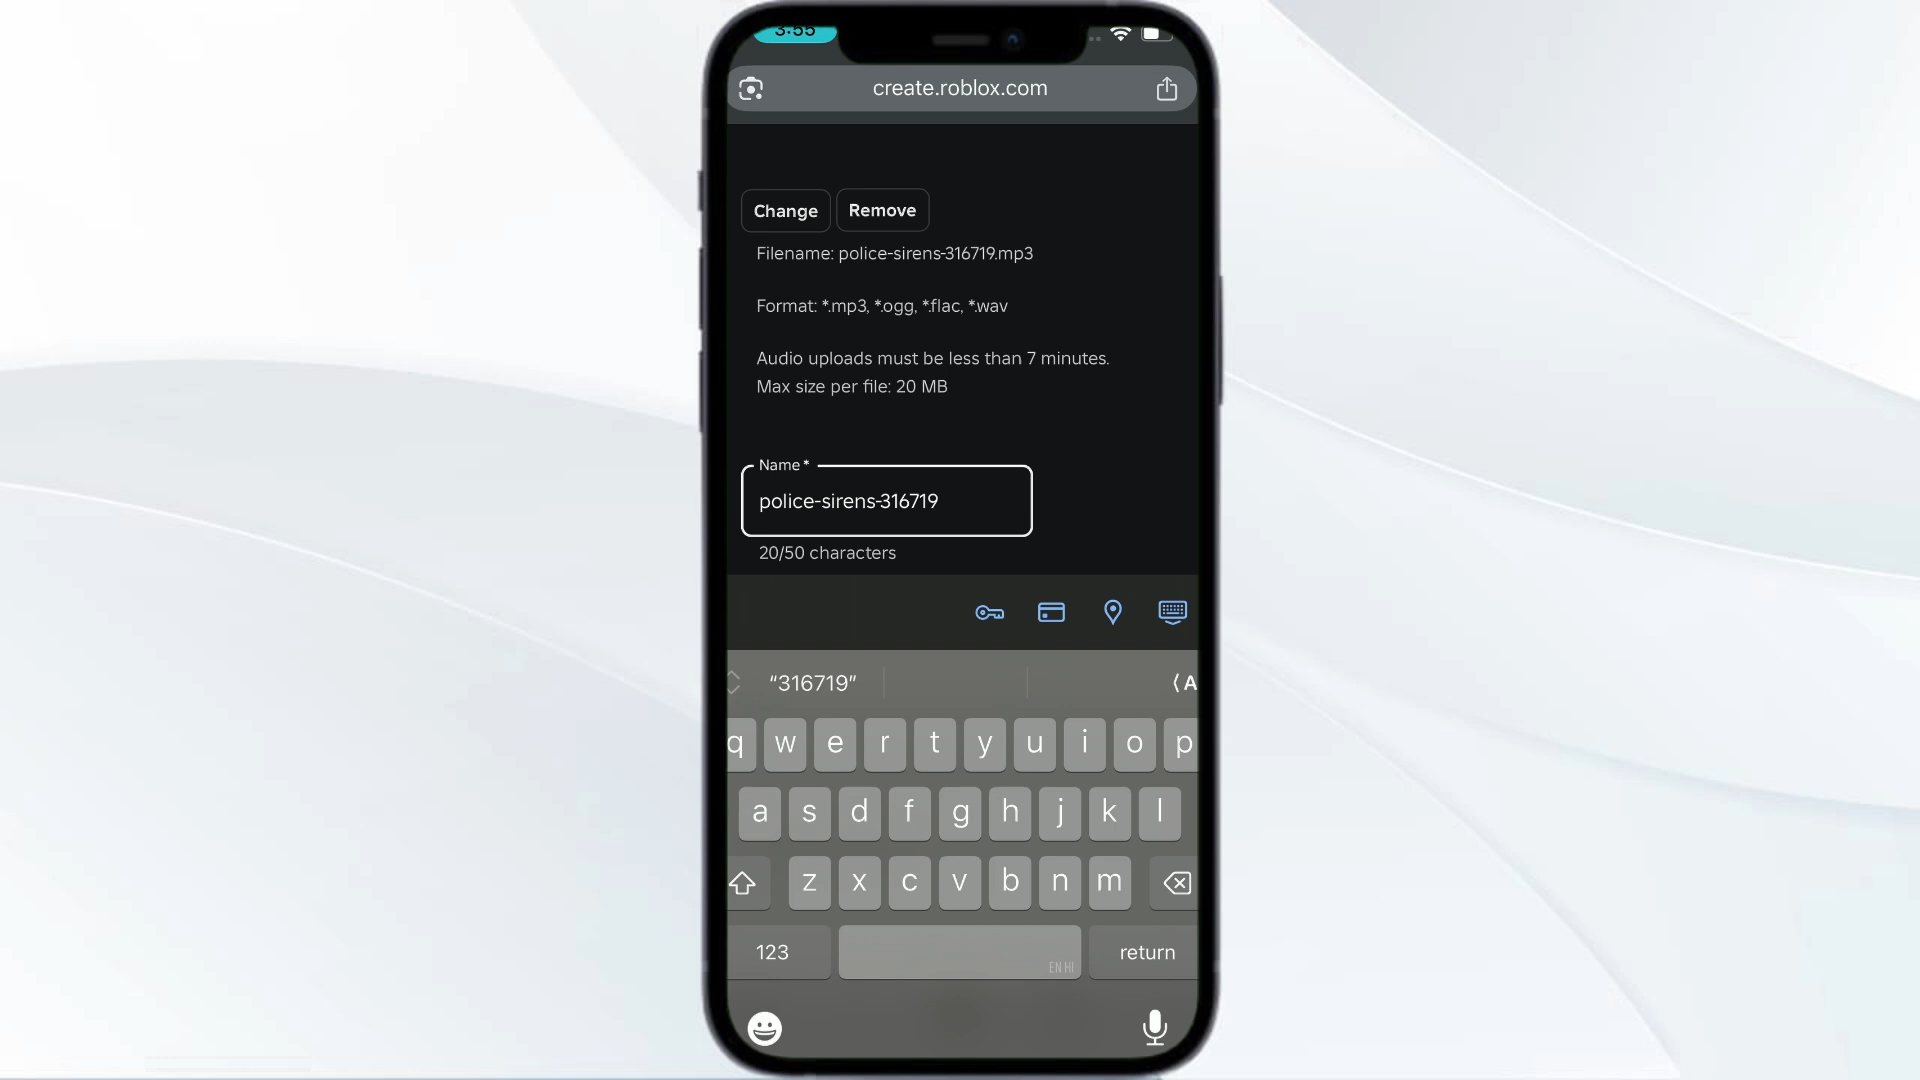 3:55
create.roblox.com
Change Remove
Filename: police-sirens-316719.mp3
Format: *.mp3, *.ogg, *.flac, *.wav
Audio uploads must be less than 7 minutes.
Max size per file: 20 MB
Name *
police-sirens-316719
20/50 characters
“316719” ⟨A
q w e r t y u i o p
a s d f g h j k l
z x c v b n m
123 EN HI return